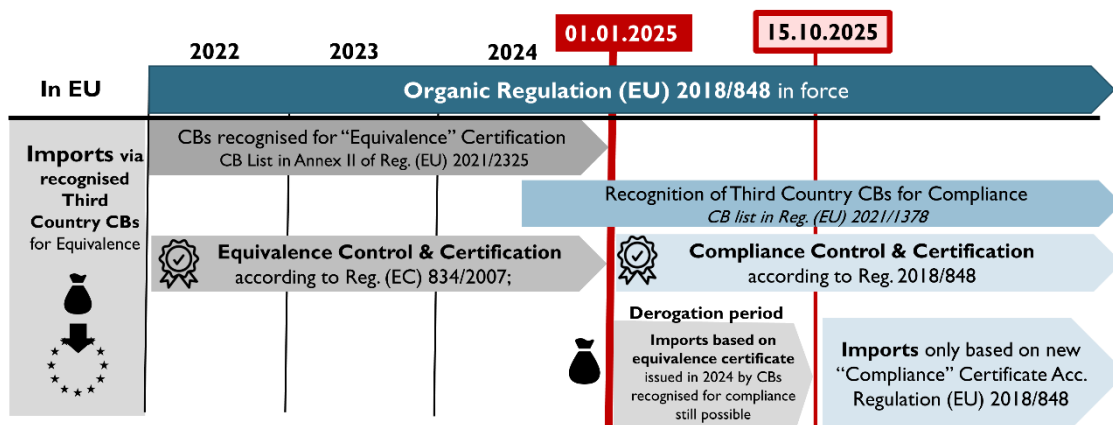 01.01.2025
15.10.2025
2022
2023
2024
In EU
Organic Regulation (EU) 2018/848 in force
Imports via
recognised
Third
Country CBs
for Equivalence
CBs recognised for “Equivalence” Certification
CB List in Annex II of Reg. (EU) 2021/2325
Recognition of Third Country CBs for Compliance
CB list in Reg. (EU) 2021/1378
Equivalence Control & Certification
according to Reg. (EC) 834/2007;
Compliance Control & Certification
according to Reg. 2018/848
Derogation period
Imports based on
equivalence certificate
issued in 2024 by CBs
recognised for compliance
still possible
Imports only based on new
“Compliance” Certificate Acc.
Regulation (EU) 2018/848